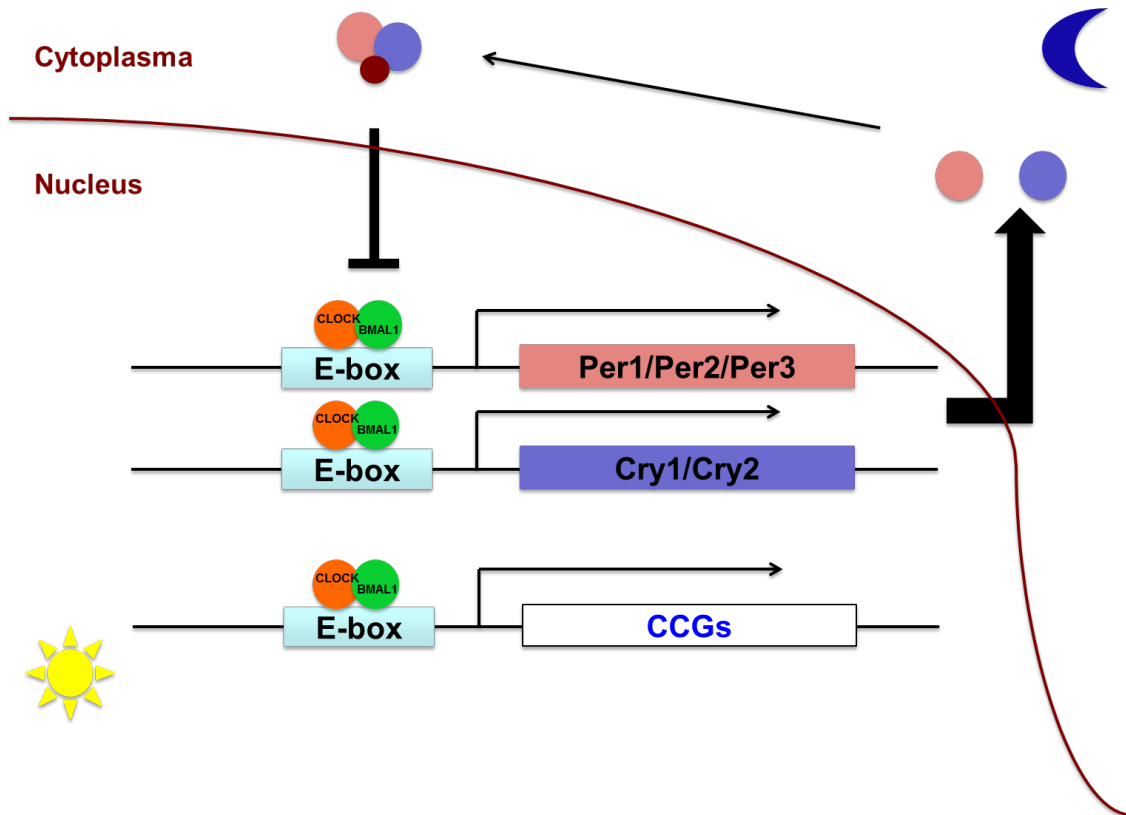 Cytoplasma
Nucleus
CLOCK
BMAL1
E-box
Per1/Per2/Per3
CLOCK
BMAL1
E-box
Cry1/Cry2
CLOCK
BMAL1
E-box
CCGs